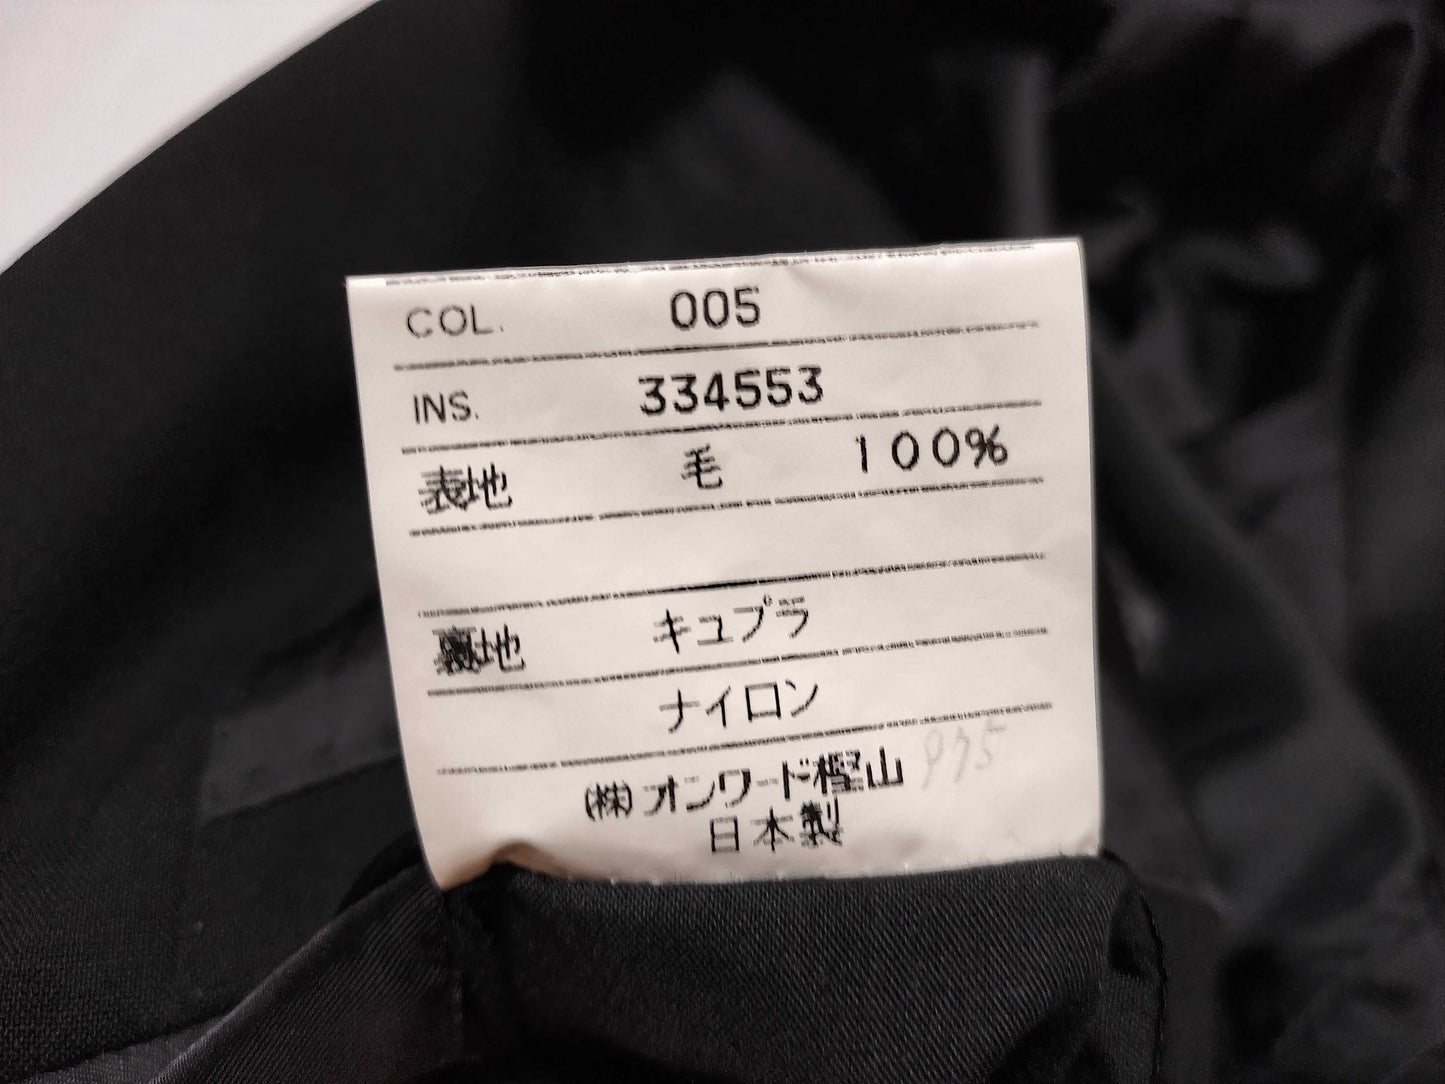 COL. 005
INS. 334553
表地 毛 100%
裏地 キュプラ
ナイロン
(株)オンワード樫山
日本製